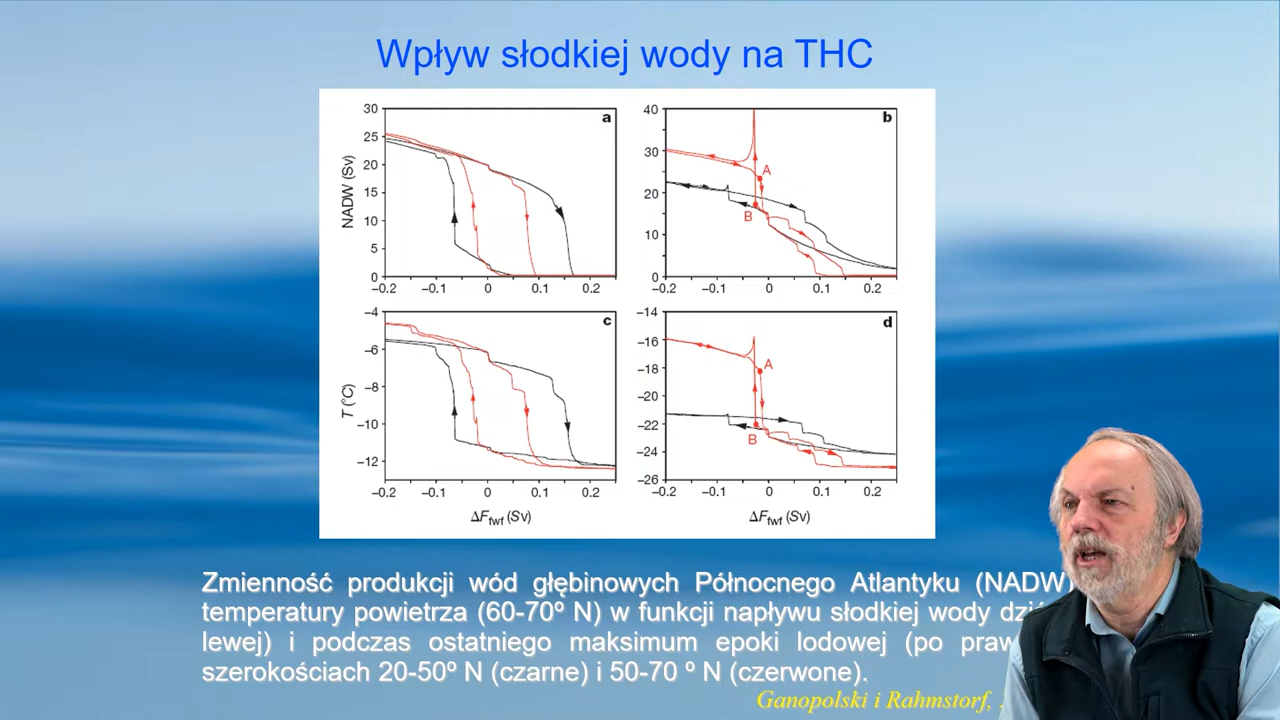 Wpływ słodkiej wody na THC
a
30
25
20
15
10
5
0
NADW (Sv)
−0.2 −0.1 0 0.1 0.2
b
40
30
20
10
0
A
B
−0.2 −0.1 0 0.1 0.2
c
−4
−6
−8
−10
−12
T (°C)
−0.2 −0.1 0 0.1 0.2
ΔFfwf (Sv)
d
−14
−16
−18
−20
−22
−24
−26
A
B
−0.2 −0.1 0 0.1 0.2
ΔFfwf (Sv)
Zmienność produkcji wód głębinowych Północnego Atlantyku (NADW
temperatury powietrza (60-70º N) w funkcji napływu słodkiej wody
lewej) i podczas ostatniego maksimum epoki lodowej (po
szerokościach 20-50º N (czarne) i 50-70 º N (czerwone).
Ganopolski i Rahmstorf,